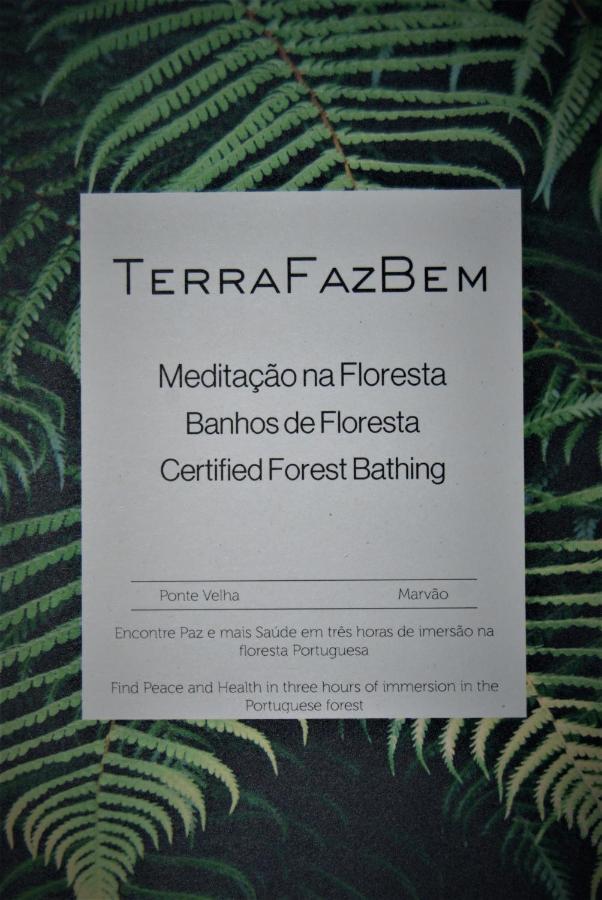 TERRAFAZBEM
Meditação na Floresta
Banhos de Floresta
Certified Forest Bathing
Ponte Velha Marvão
Encontre Paz e mais Saúde em três horas de imersão na
floresta Portuguesa
Find Peace and Health in three hours of immersion in the
Portuguese forest